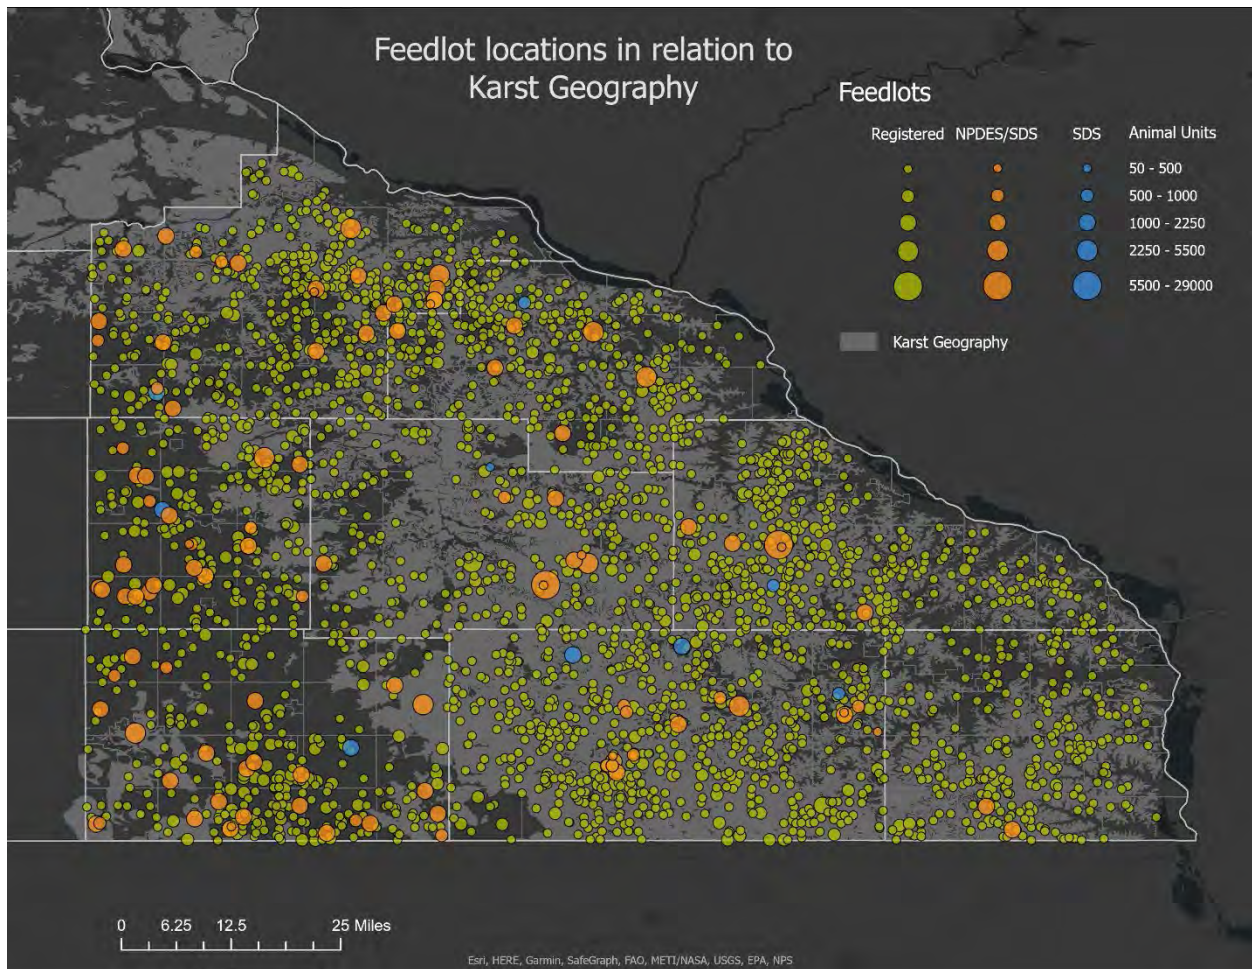 Feedlot locations in relation to
Karst Geography
Feedlots
Registered NPDES/SDS SDS Animal Units
50 - 500
500 - 1000
1000 - 2250
2250 - 5500
5500 - 29000
Karst Geography
0 6.25 12.5 25 Miles
Esri, HERE, Garmin, SafeGraph, FAO, METI/NASA, USGS, EPA, NPS